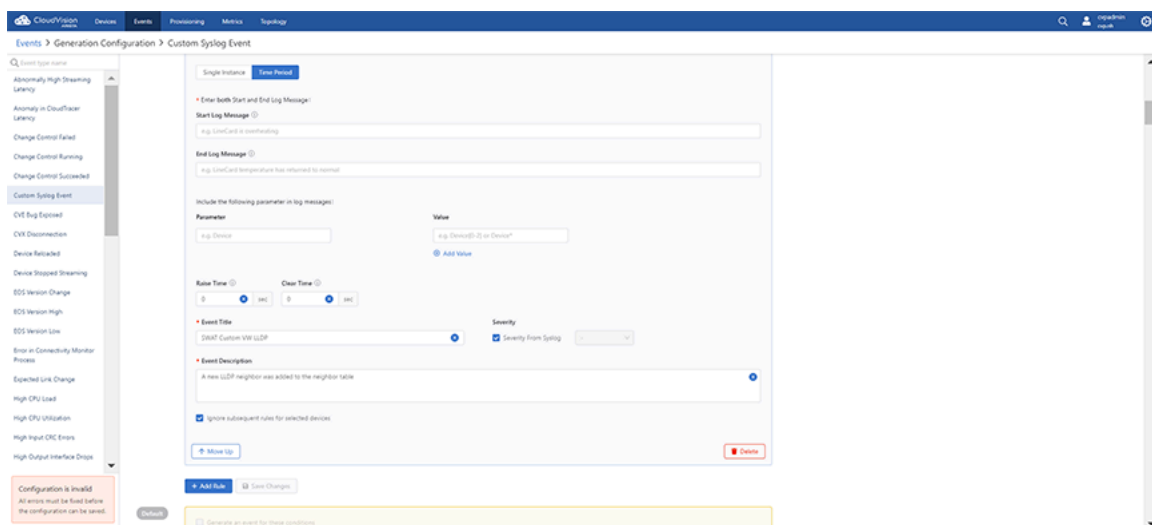 CloudVision
Devices
Events
Provisioning
Metrics
Topology
cvpadmin
Events > Generation Configuration > Custom Syslog Event
Event type name
Abnormally High Streaming
Latency
Anomaly in CloudTracer
Latency
Change Control Failed
Change Control Running
Change Control Succeeded
Custom Syslog Event
CVE Bug Exposed
CVX Disconnection
Device Reloaded
Device Stopped Streaming
EOS Version Change
EOS Version High
EOS Version Low
Error in Connectivity Monitor
Process
Expected Link Change
High CPU Load
High CPU Utilization
High Input CRC Errors
High Output Interface Drops
Configuration is invalid
All errors must be fixed before
the configuration can be saved.
Single Instance
Time Period
* Enter both Start and End Log Message:
Start Log Message
e.g. LineCard is overheating
End Log Message
e.g. LineCard temperature has returned to normal
Include the following parameter in log messages:
Parameter
Value
e.g. Device
e.g. Device[0-2] or Device*
Add Value
Raise Time
Clear Time
0
sec
0
sec
* Event Title
Severity
SWAT Custom VW LLDP
Severity From Syslog
-
* Event Description
A new LLDP neighbor was added to the neighbor table
Ignore subsequent rules for selected devices
Move Up
Delete
+ Add Rule
Save Changes
Default
Generate an event for these conditions